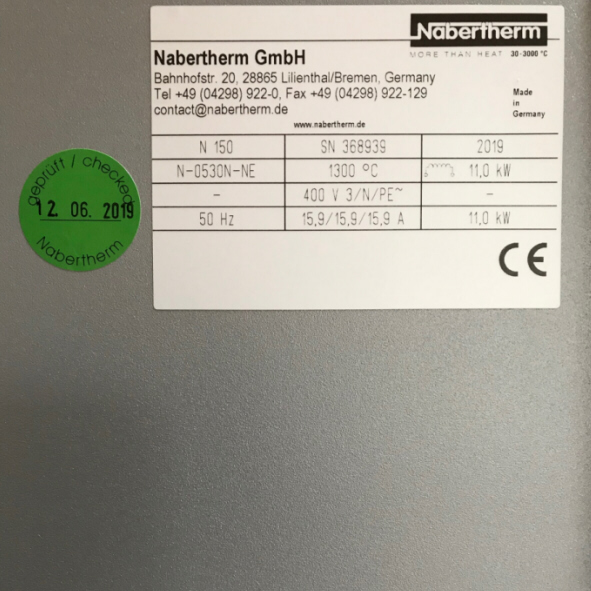 Nabertherm
MORE THAN HEAT 30-3000 °C
Nabertherm GmbH
Bahnhofstr. 20, 28865 Lilienthal/Bremen, Germany
Tel +49 (04298) 922-0, Fax +49 (04298) 922-129
contact@nabertherm.de
Made
in
Germany
www.nabertherm.de
N 150 SN 368939 2019
N-0530N-NE 1300 °C 11,0 kW
- 400 V 3/N/PE~ -
50 Hz 15,9/15,9/15,9 A 11,0 kW
CE
geprüft / checked
12. 06. 2019
Nabertherm